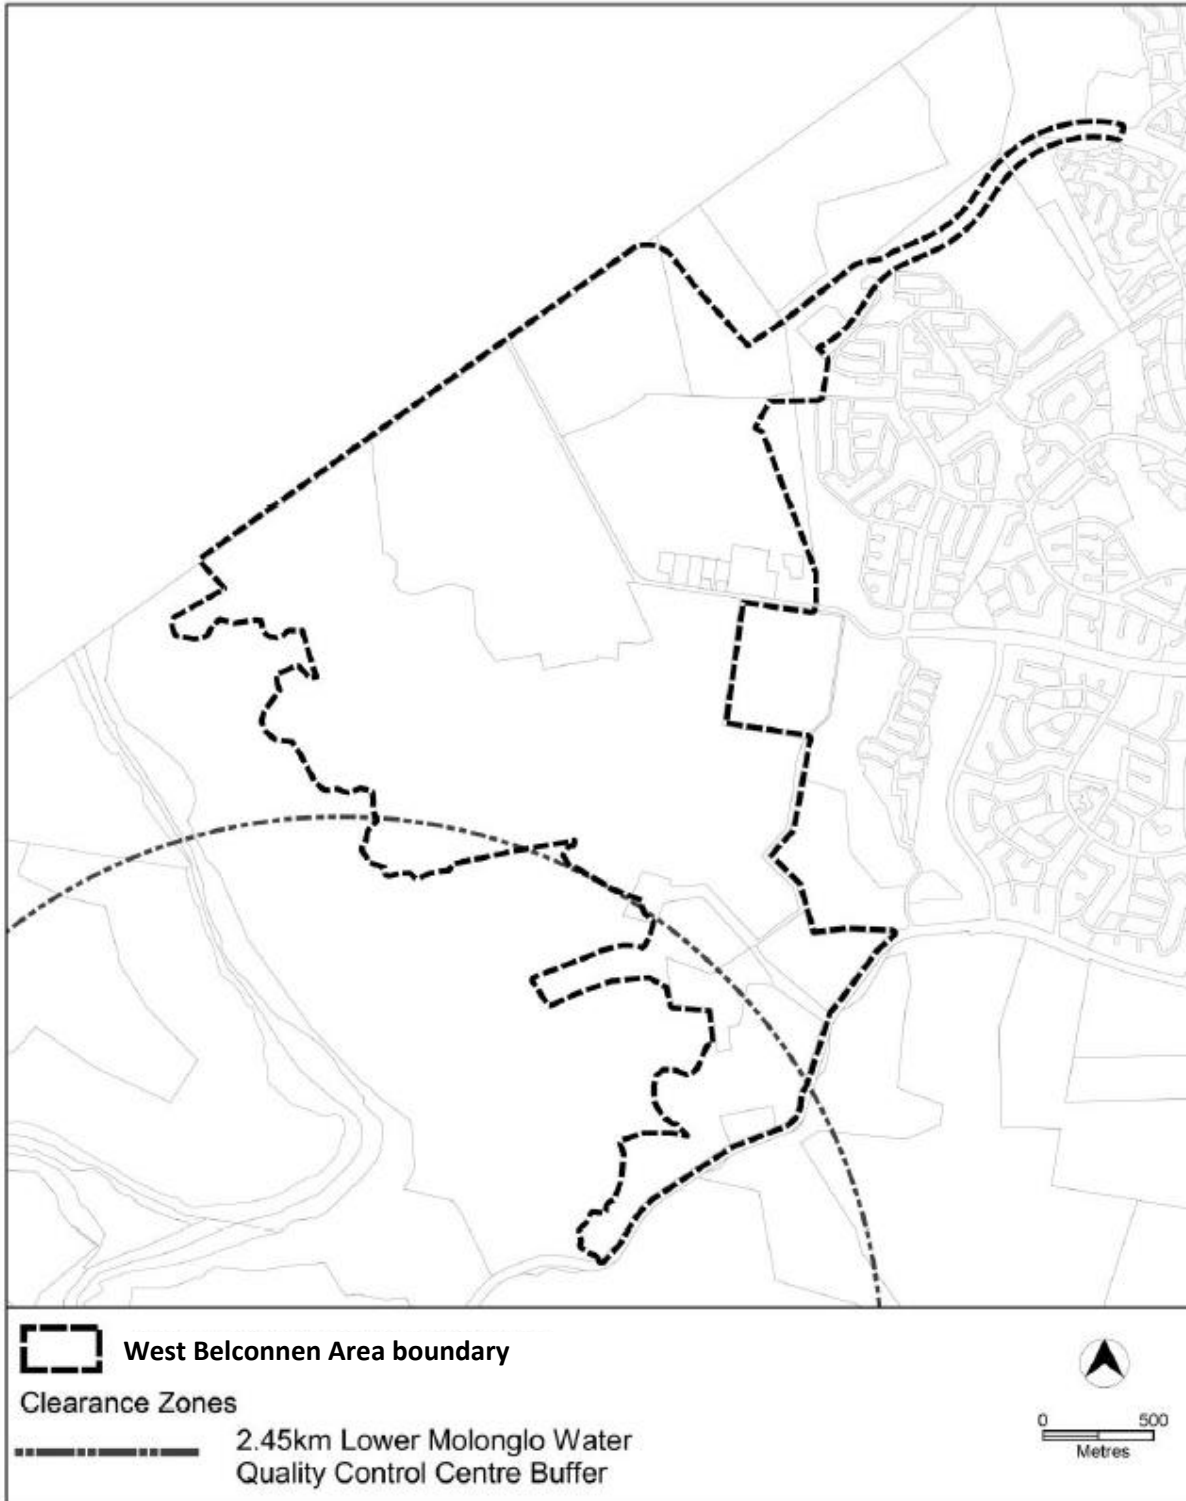 West Belconnen Area boundary
Clearance Zones
2.45km Lower Molonglo Water
Quality Control Centre Buffer
0 500
Metres